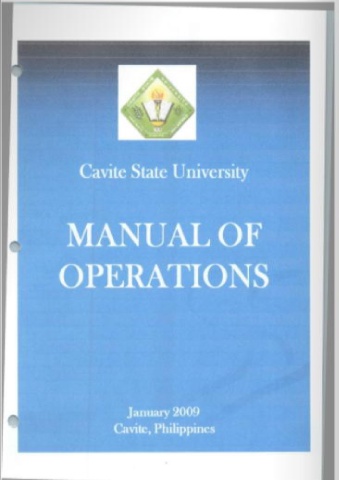 Cavite State University
MANUAL OF
OPERATIONS
January 2009
Cavite, Philippines